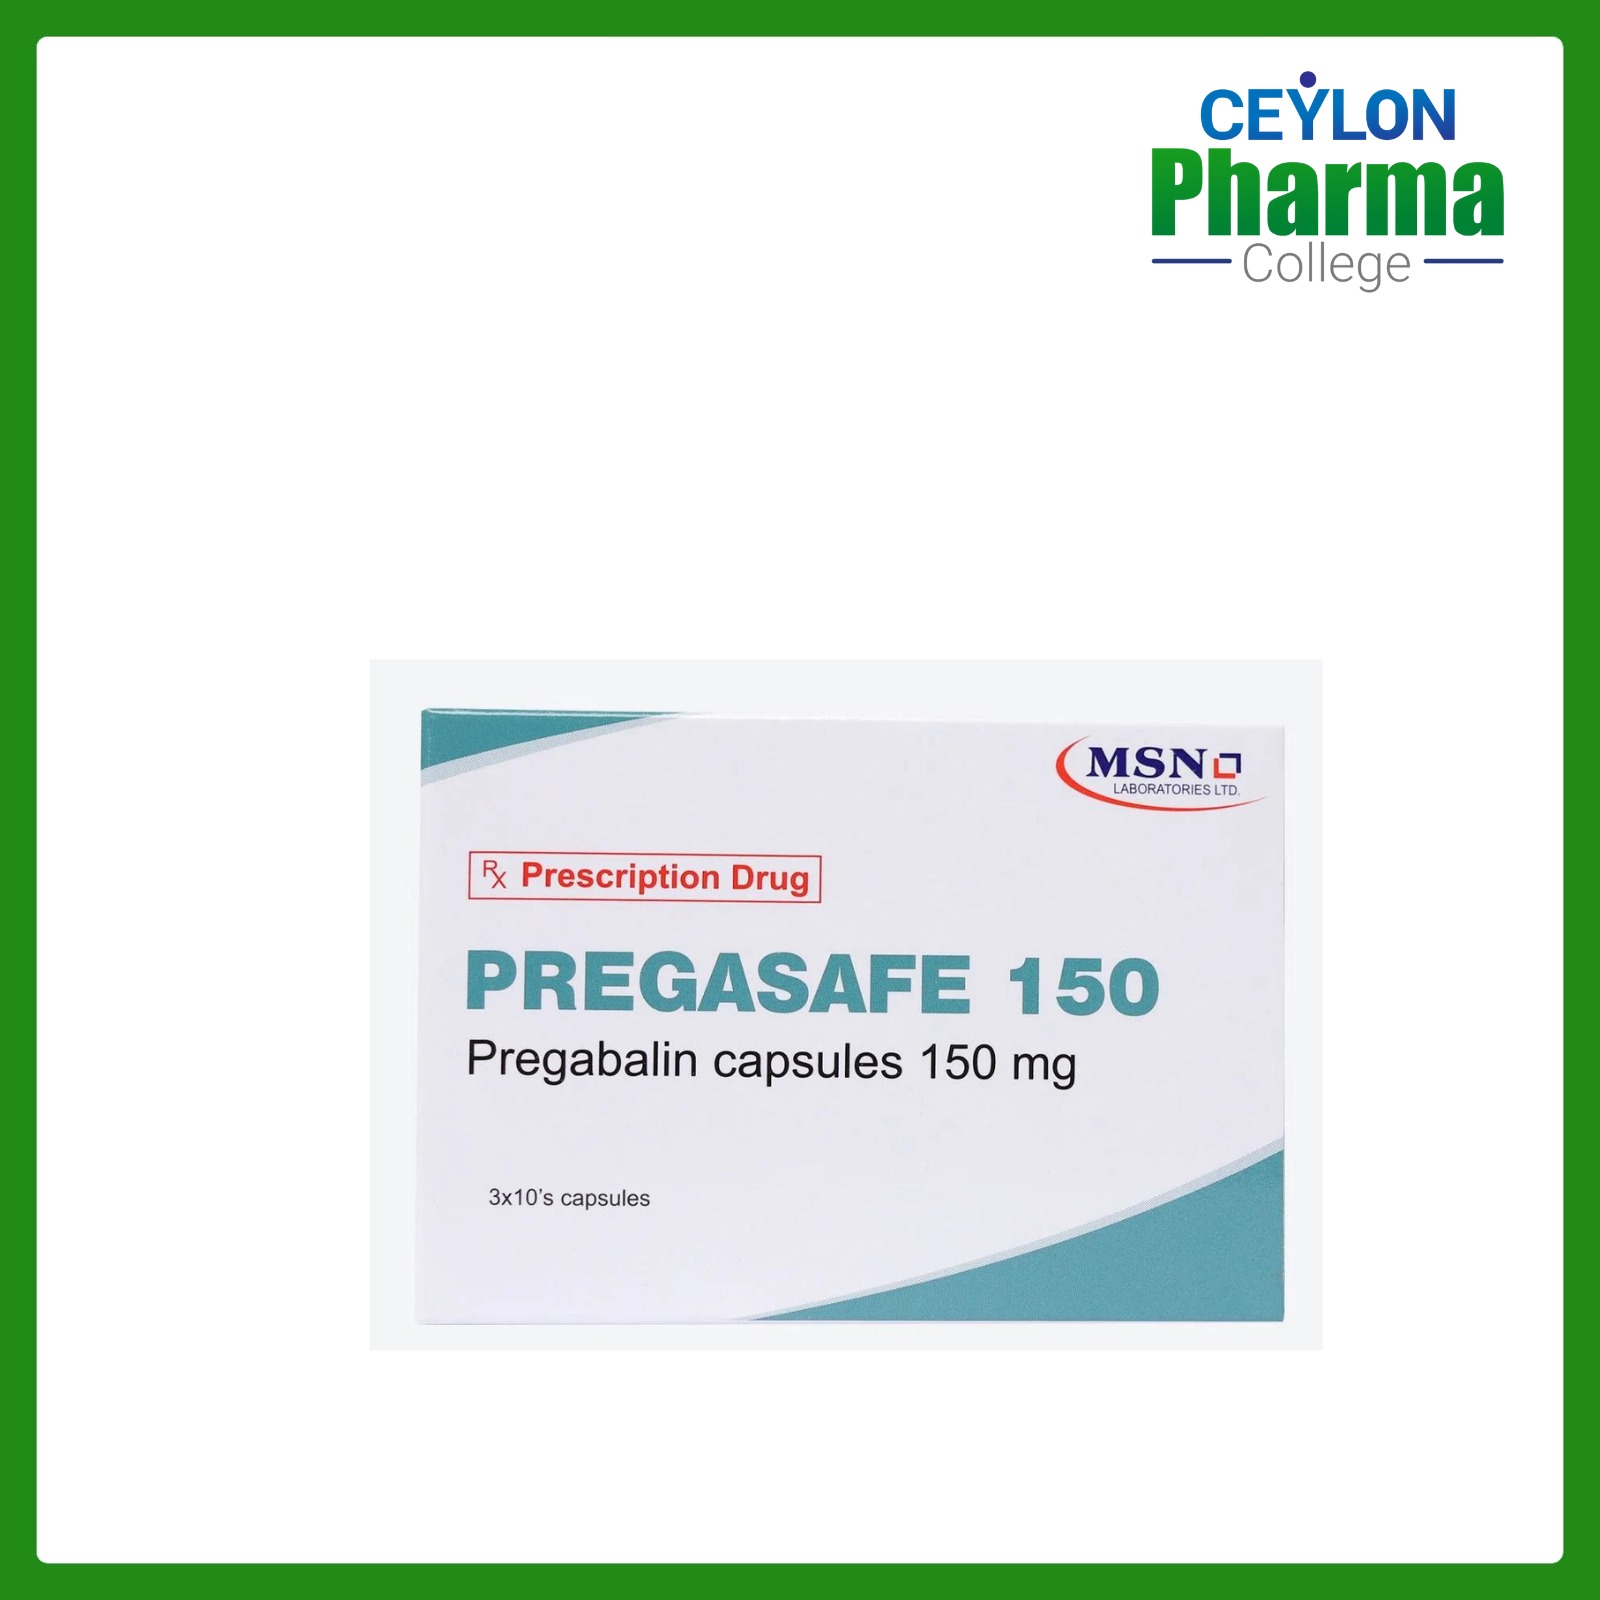 CEYLON
Pharma
College
MSN
LABORATORIES LTD.
Rx Prescription Drug
PREGASAFE 150
Pregabalin capsules 150 mg
3x10's capsules